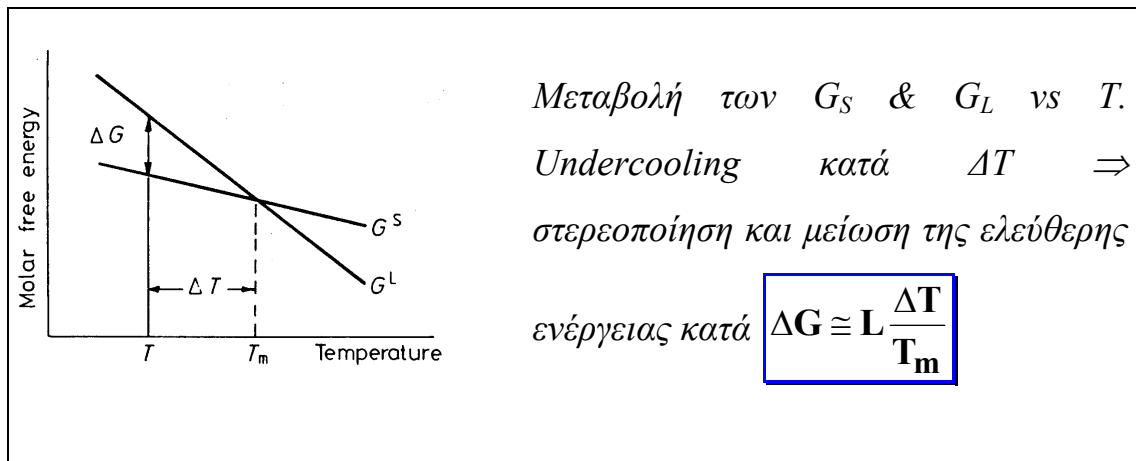 Molar free energy
ΔG
G^S
ΔT
G^L
T
T_m
Temperature
Μεταβολή των G_S & G_L vs T.
Undercooling κατά ΔT ⇒
στερεοποίηση και μείωση της ελεύθερης
ενέργειας κατά ΔG ≅ L ΔT/T_m